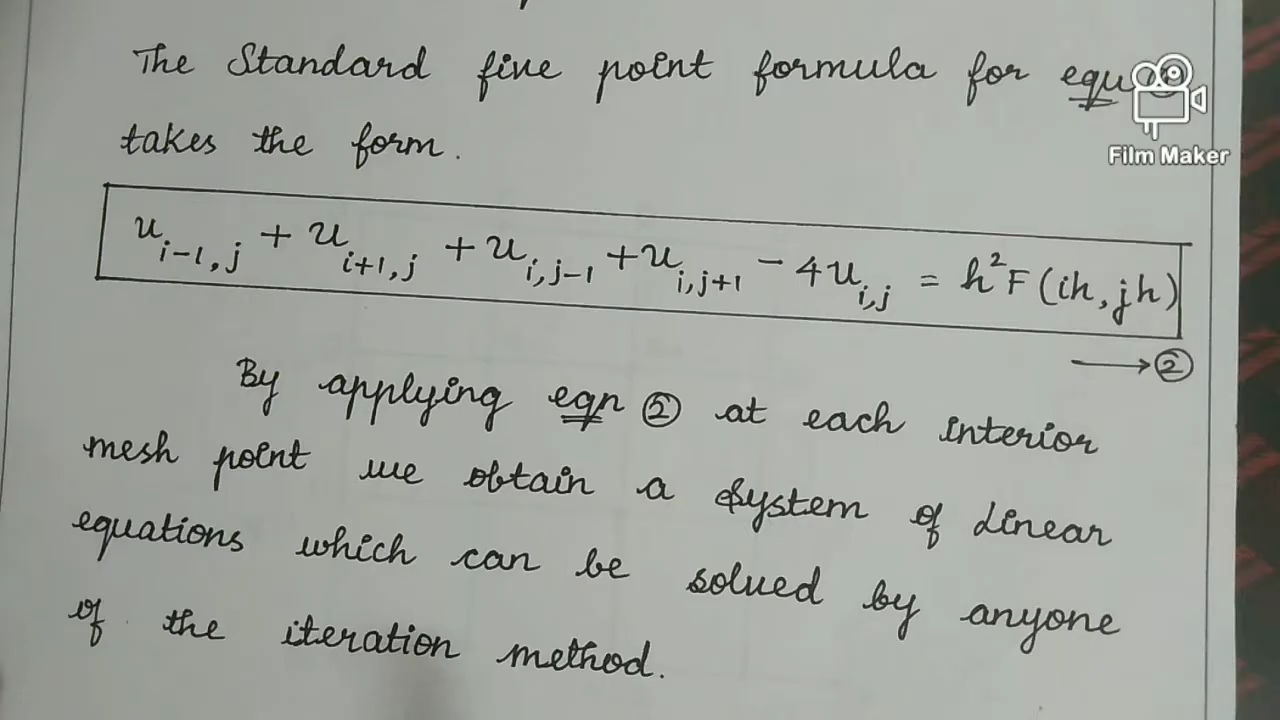 The Standard five point formula for
takes the form.
u_{i-1,j} + u_{i+1,j} + u_{i,j-1} + u_{i,j+1} - 4u_{i,j} = h²F(ih, jh)
→ ②
By applying eqn ② at each interior
mesh point we obtain a System of Linear
equations which can be solved by anyone
of the iteration method.
Film Maker